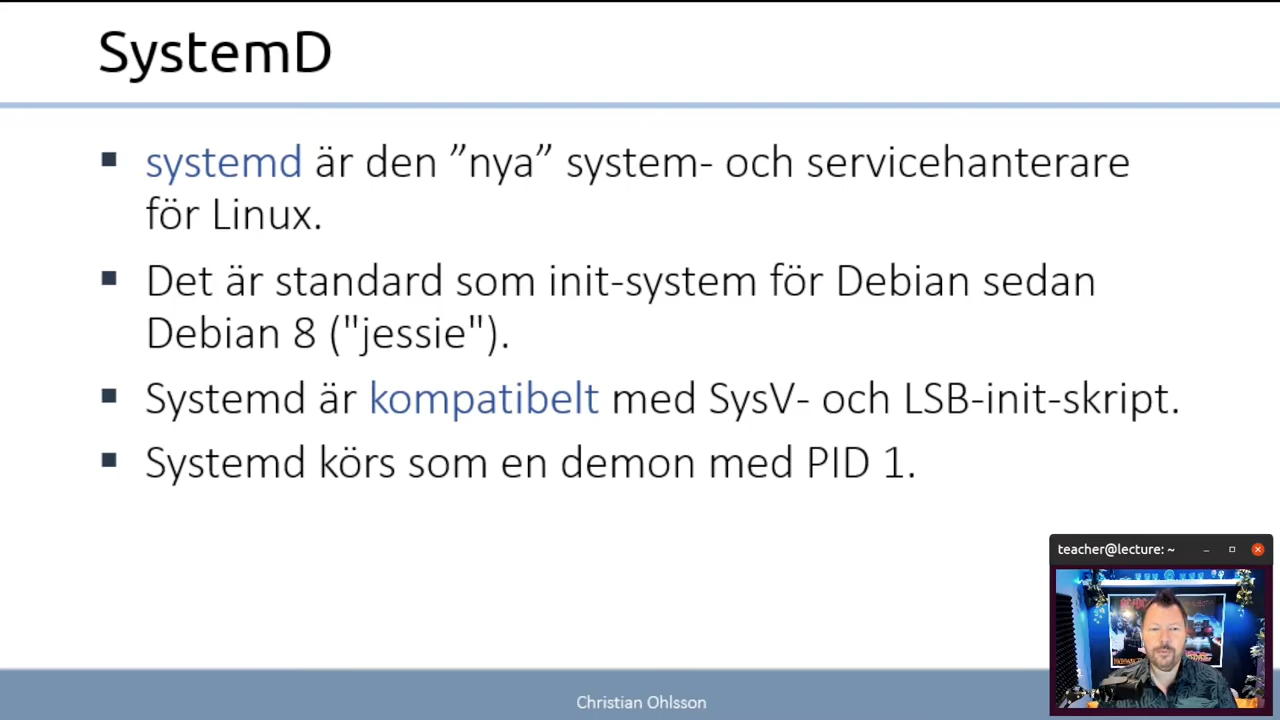 SystemD
systemd är den ”nya” system- och servicehanterare
för Linux.
Det är standard som init-system för Debian sedan
Debian 8 ("jessie").
Systemd är kompatibelt med SysV- och LSB-init-skript.
Systemd körs som en demon med PID 1.
teacher@lecture: ~
AC/DC
Christian Ohlsson